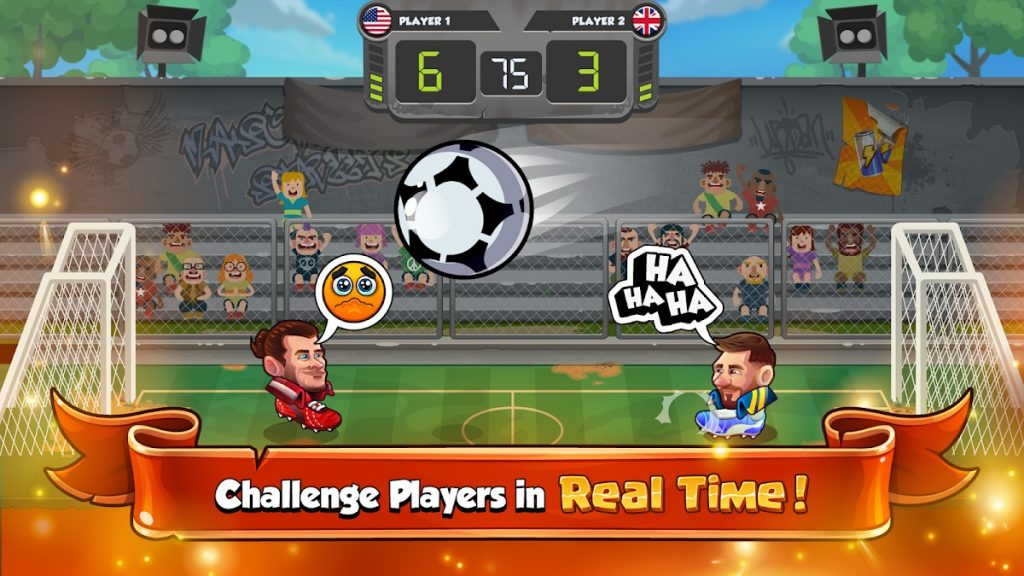 PLAYER 1
PLAYER 2
6
75
3
HA
HA HA
Challenge Players in Real Time!